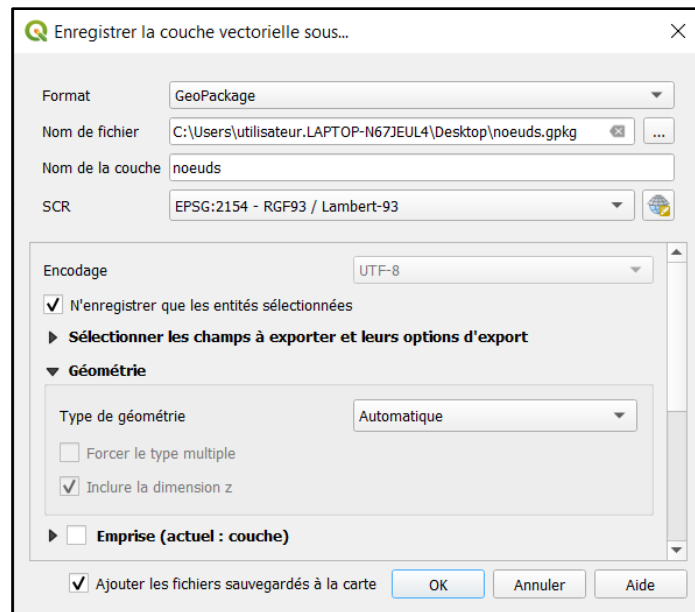 Enregistrer la couche vectorielle sous...
Format GeoPackage
Nom de fichier C:\Users\utilisateur.LAPTOP-N67JEUL4\Desktop\noeuds.gpkg ...
Nom de la couche noeuds
SCR EPSG:2154 - RGF93 / Lambert-93
Encodage UTF-8
N'enregistrer que les entités sélectionnées
Sélectionner les champs à exporter et leurs options d'export
Géométrie
Type de géométrie Automatique
Forcer le type multiple
Inclure la dimension z
Emprise (actuel : couche)
Ajouter les fichiers sauvegardés à la carte OK Annuler Aide